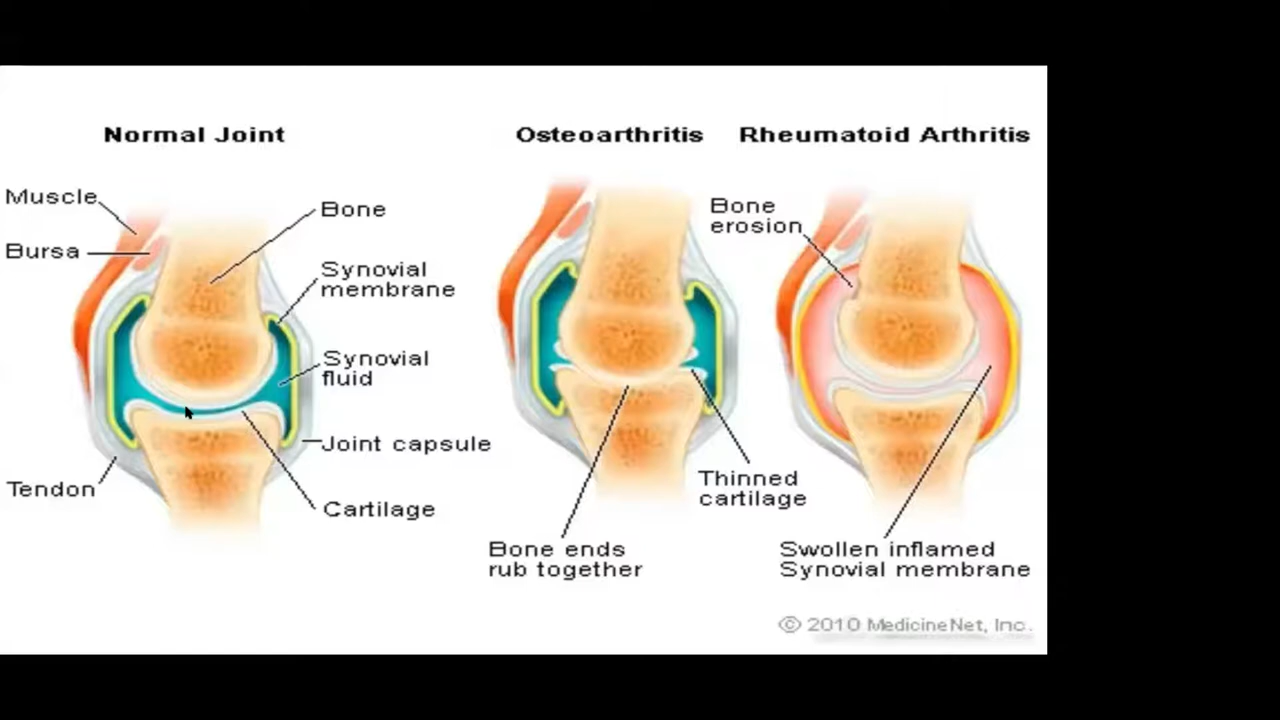 Normal Joint
Muscle
Bursa
Tendon
Bone
Synovial
membrane
Synovial
fluid
Joint capsule
Cartilage
Osteoarthritis
Bone ends
rub together
Thinned
cartilage
Rheumatoid Arthritis
Bone
erosion
Swollen inflamed
Synovial membrane
© 2010 MedicineNet, Inc.